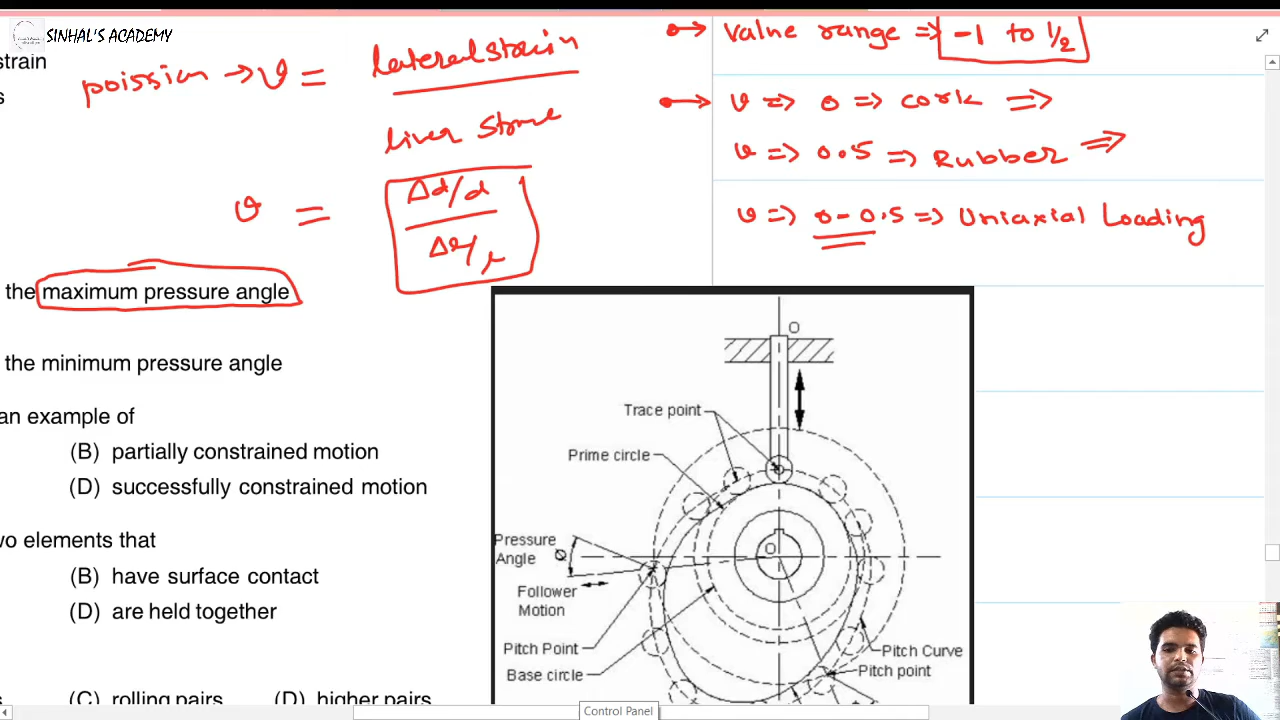 SINHAL'S ACADEMY
strain
s
poission → ν = lateral strain
liner strane
ν = Δd/d
Δl/l
value range ⇒ -1 to 1/2
ν ⇒ 0 ⇒ cork ⇒
ν ⇒ 0.5 ⇒ Rubber ⇒
ν ⇒ 0-0.5 ⇒ Uniaxial Loading
the maximum pressure angle
the minimum pressure angle
an example of
(B) partially constrained motion
(D) successfully constrained motion
wo elements that
(B) have surface contact
(D) are held together
s (C) rolling pairs (D) higher pairs
O
Trace point
Prime circle
O
Pressure
Angle Φ
Follower
Motion
Pitch Point
Base circle
Pitch Curve
Pitch point
Control Panel